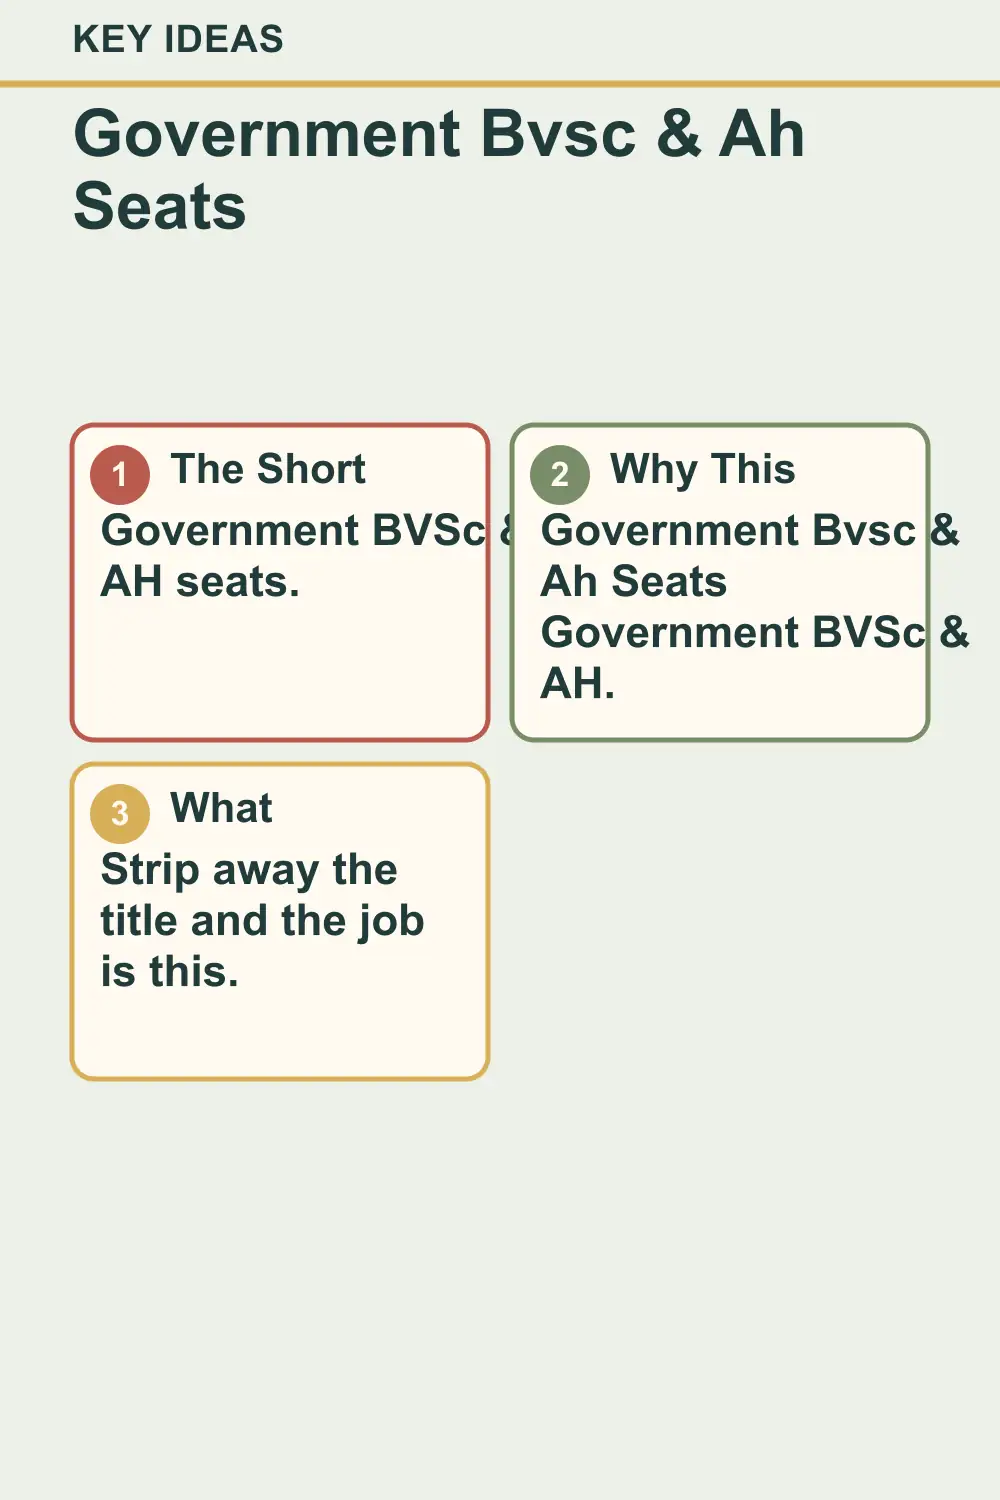 KEY IDEAS
Government Bvsc & Ah
Seats
1 The Short
Government BVSc &
AH seats.
2 Why This
Government Bvsc &
Ah Seats
Government BVSc &
AH.
3 What
Strip away the
title and the job
is this.